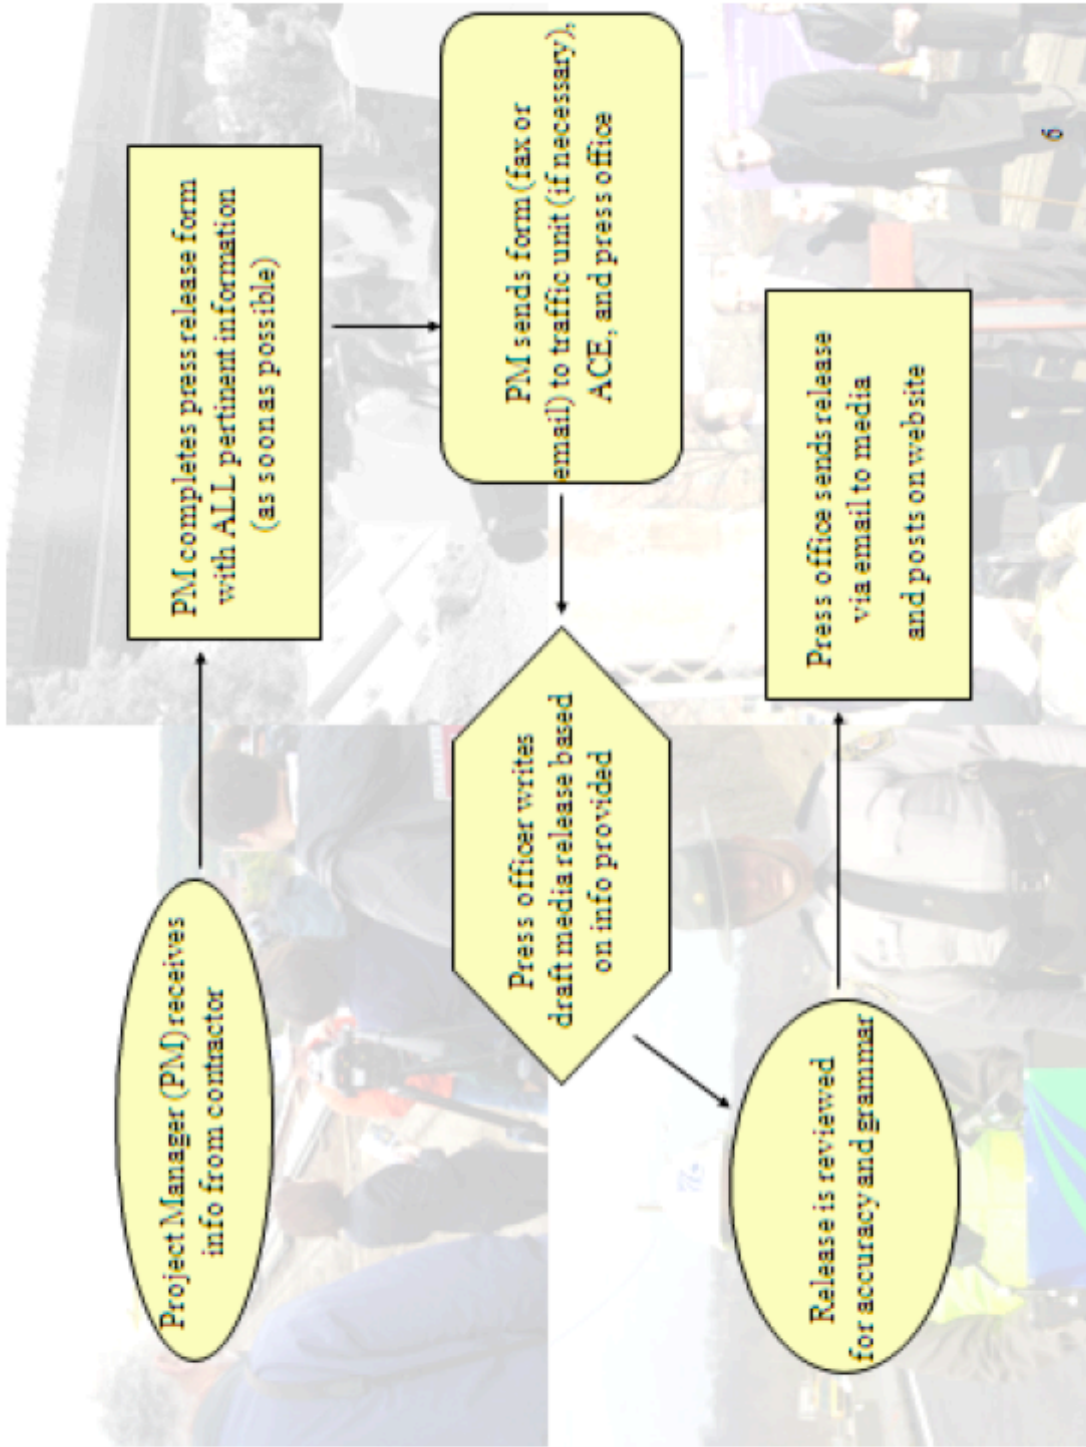 Project Manager (PM) receives
info from contractor
PM completes press release form
with ALL pertinent information
(as soon as possible)
PM sends form (fax or
email) to traffic unit (if necessary),
ACE, and press office
Press officer writes
draft media release based
on info provided
Release is reviewed
for accuracy and grammar
Press office sends release
via email to media
and posts on website
6